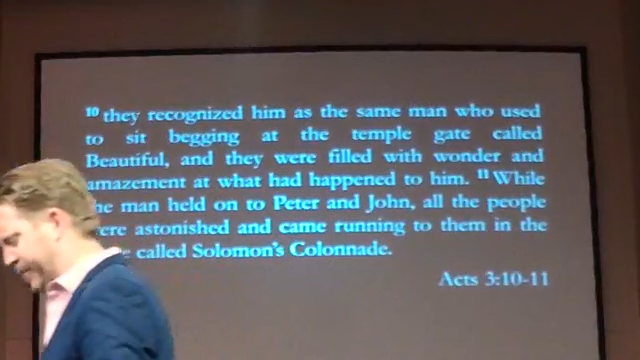 10 they recognized him as the same man who used
to sit begging at the temple gate called
Beautiful, and they were filled with wonder and
amazement at what had happened to him. 11 While
man held on to Peter and John, all the people
astonished and came running to them in the
called Solomon's Colonnade.
Acts 3:10-11